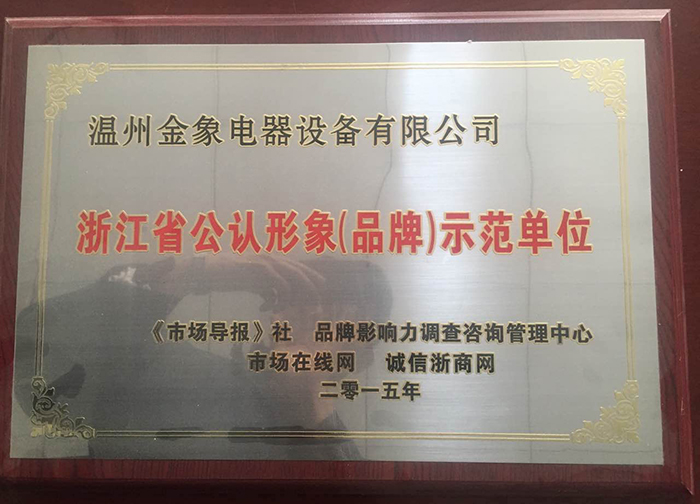 温州金象电器设备有限公司
浙江省公认形象(品牌)示范单位
《市场导报》社 品牌影响力调查咨询管理中心
市场在线网 诚信浙商网
二零一五年